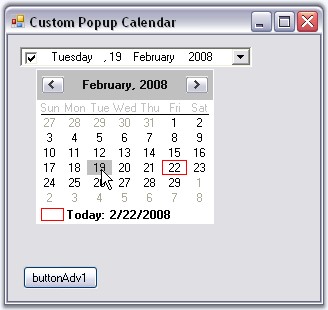 Custom Popup Calendar
Tuesday , 19 February 2008
February, 2008
Sun Mon Tue Wed Thu Fri Sat
27 28 29 30 31 1 2
3 4 5 6 7 8 9
10 11 12 13 14 15 16
17 18 19 20 21 22 23
24 25 26 27 28 29 1
2 3 4 5 6 7 8
Today: 2/22/2008
buttonAdv1